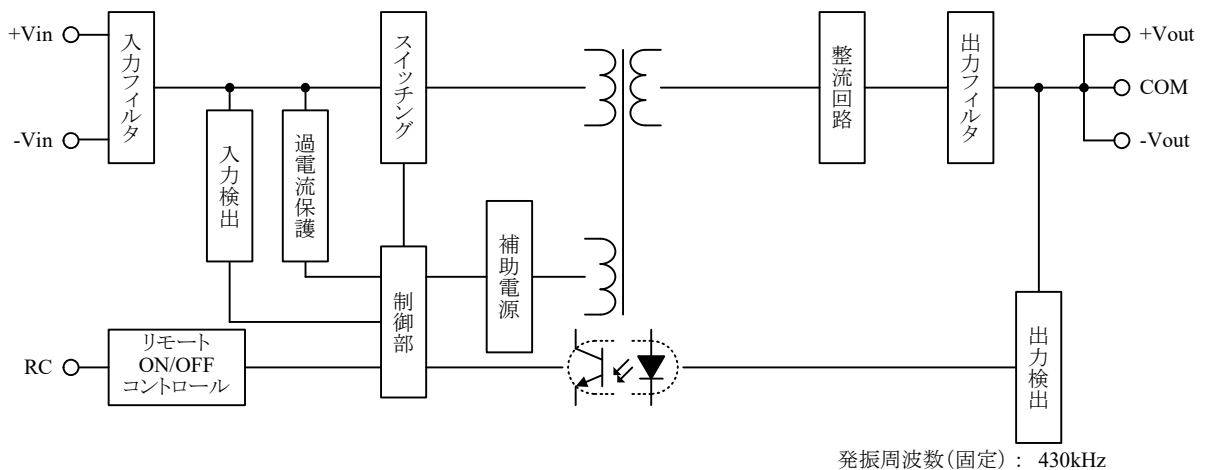 +Vin
-Vin
入力フィルタ
入力検出
過電流保護
スイッチング
制御部
補助電源
整流回路
出力フィルタ
+Vout
COM
-Vout
RC
リモート
ON/OFF
コントロール
出力検出
発振周波数(固定) : 430kHz